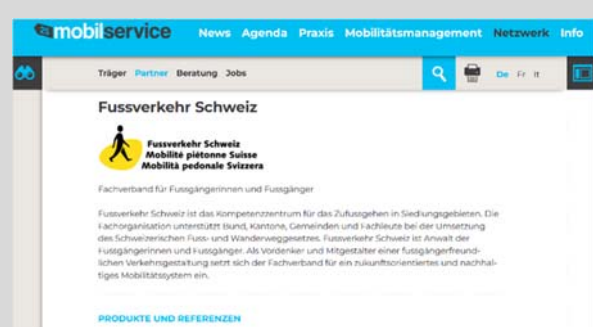 mobilservice News Agenda Praxis Mobilitätsmanagement Netzwerk Info
Träger Partner Beratung Jobs De Fr It
Fussverkehr Schweiz
Fussverkehr Schweiz
Mobilité piétonne Suisse
Mobilità pedonale Svizzera
Fachverband für Fussgängerinnen und Fussgänger
Fussverkehr Schweiz ist das Kompetenzzentrum für das Zufussgehen in Siedlungsgebieten. Die
Fachorganisation unterstützt Bund, Kantone, Gemeinden und Fachleute bei der Umsetzung
des Schweizerischen Fuss- und Wanderweggesetzes. Fussverkehr Schweiz ist Anwalt der
Fussgängerinnen und Fussgänger. Als Vordenker und Mitgestalter einer fussgängerfreund-
lichen Verkehrsgestaltung setzt sich der Fachverband für ein zukunftsorientiertes und nachhal-
tiges Mobilitätssystem ein.
PRODUKTE UND REFERENZEN